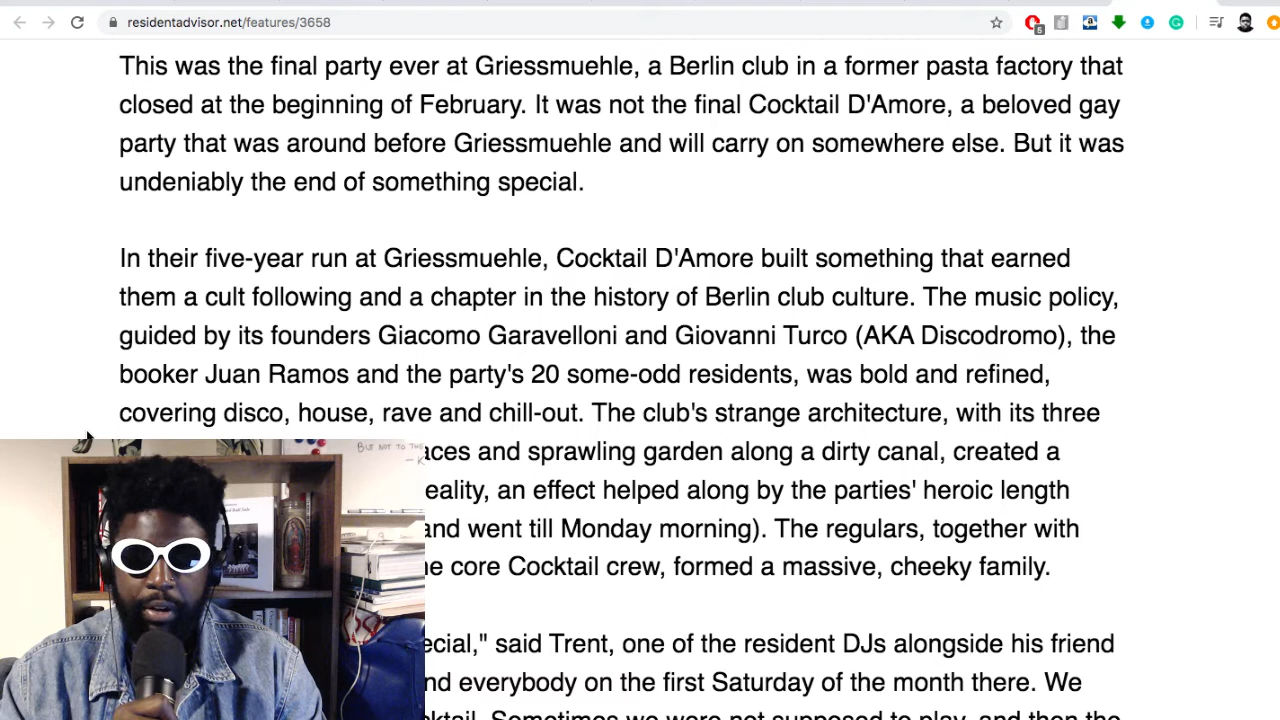 residentadvisor.net/features/3658
5
This was the final party ever at Griessmuehle, a Berlin club in a former pasta factory that
closed at the beginning of February. It was not the final Cocktail D'Amore, a beloved gay
party that was around before Griessmuehle and will carry on somewhere else. But it was
undeniably the end of something special.
In their five-year run at Griessmuehle, Cocktail D'Amore built something that earned
them a cult following and a chapter in the history of Berlin club culture. The music policy,
guided by its founders Giacomo Garavelloni and Giovanni Turco (AKA Discodromo), the
booker Juan Ramos and the party's 20 some-odd residents, was bold and refined,
covering disco, house, rave and chill-out. The club's strange architecture, with its three
aces and sprawling garden along a dirty canal, created a
eality, an effect helped along by the parties' heroic length
and went till Monday morning). The regulars, together with
e core Cocktail crew, formed a massive, cheeky family.
ecial," said Trent, one of the resident DJs alongside his friend
nd everybody on the first Saturday of the month there. We
cktail. Sometimes we were not supposed to play, and then the
BUT NOT TO THE